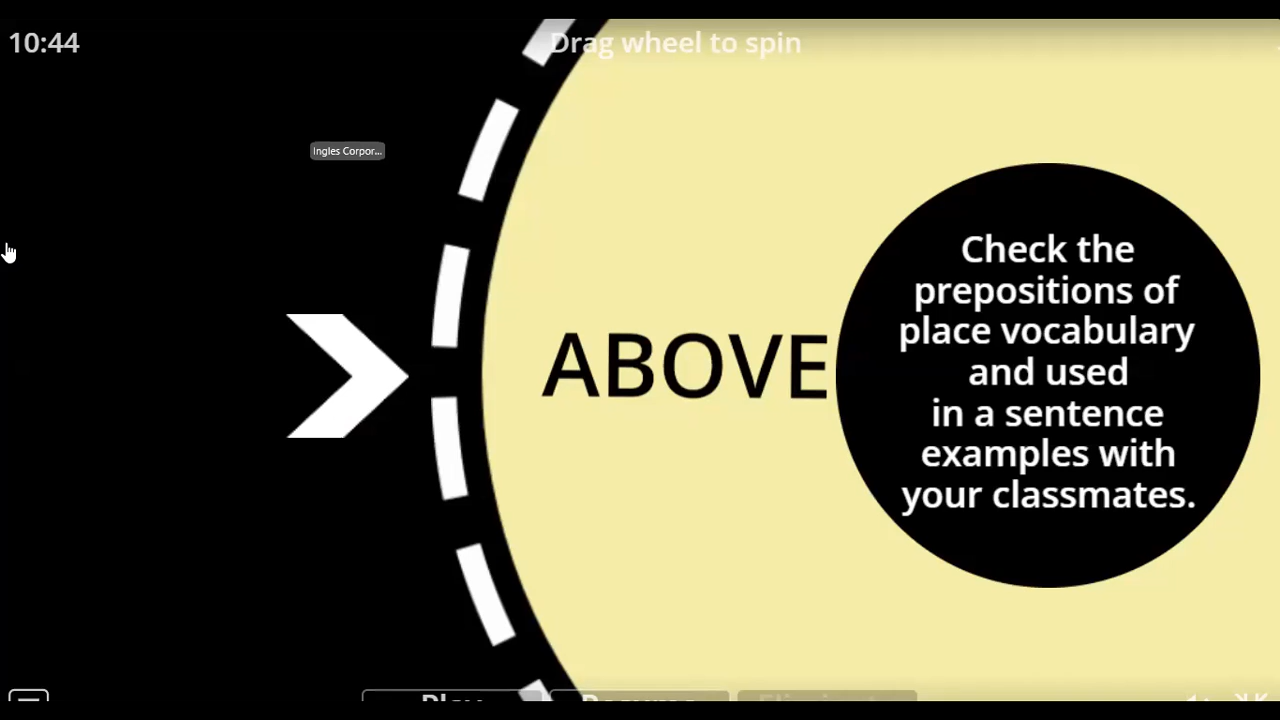 10:44
Drag wheel to spin
Ingles Corpor...
ABOVE
Check the
prepositions of
place vocabulary
and used
in a sentence
examples with
your classmates.